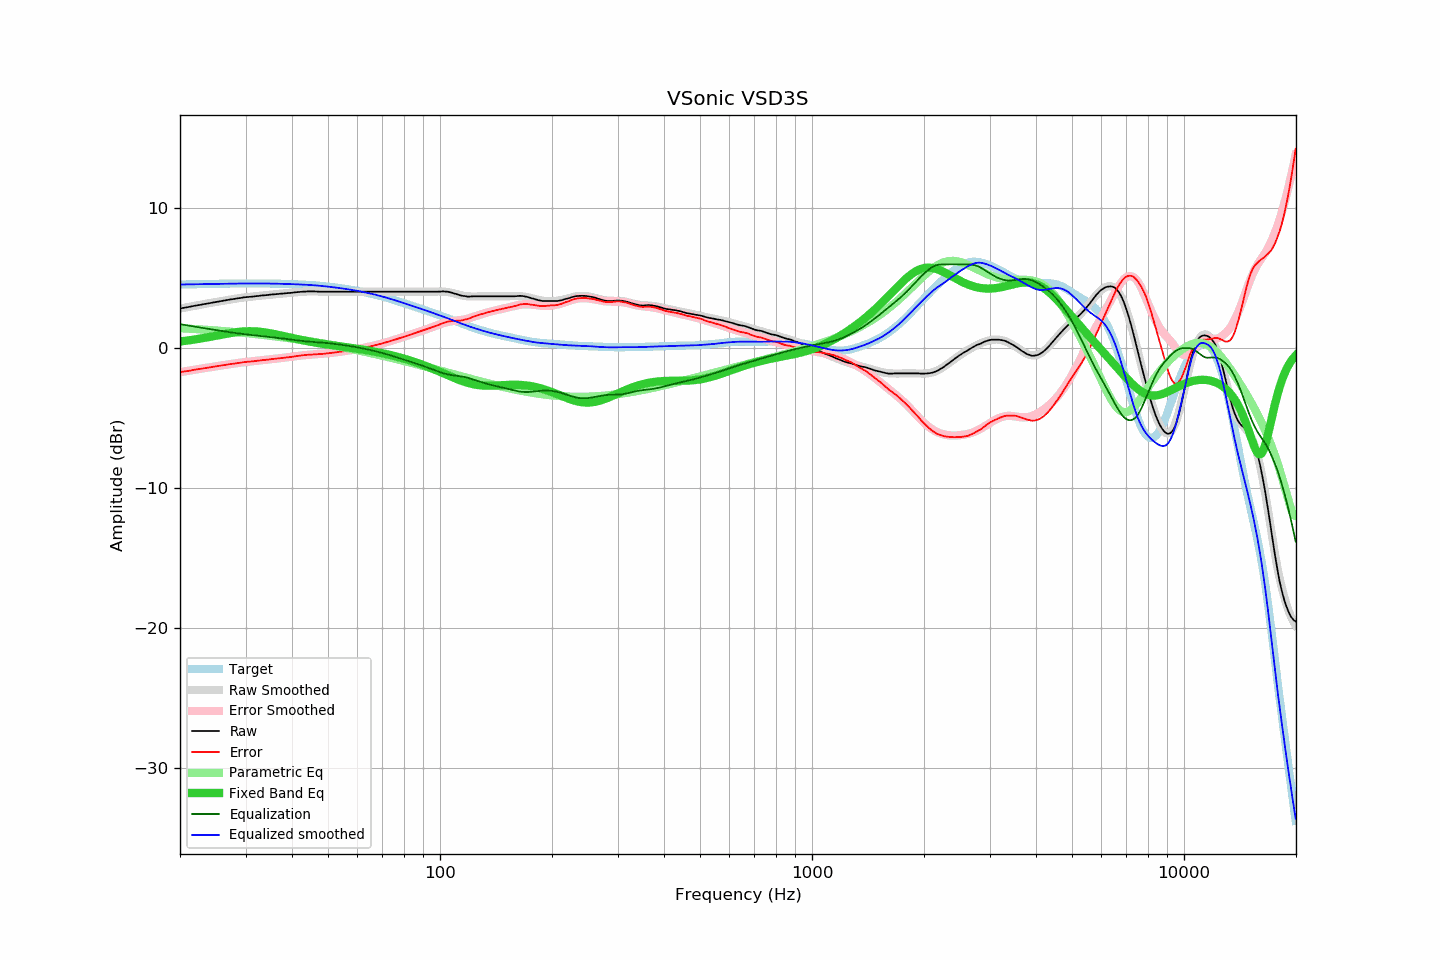 VSonic VSD3S
10
0
−10
−20
−30
Amplitude (dBr)
Target
Raw Smoothed
Error Smoothed
Raw
Error
Parametric Eq
Fixed Band Eq
Equalization
Equalized smoothed
100
1000
10000
Frequency (Hz)